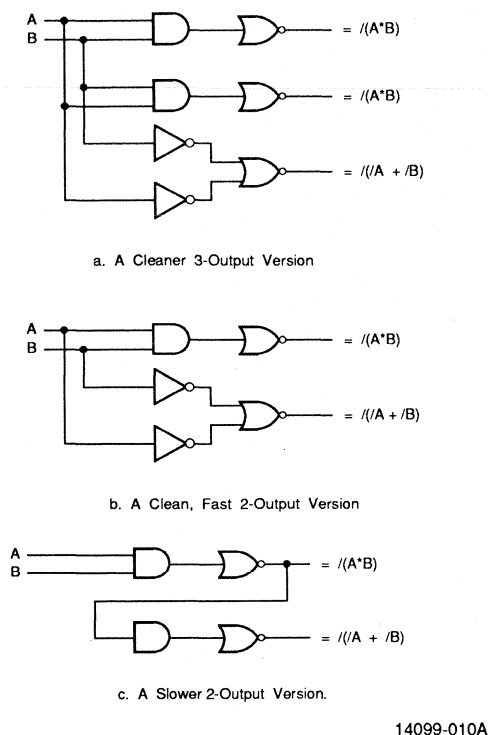 A
B
= /(A*B)
= /(A*B)
= /(/A + /B)
a. A Cleaner 3-Output Version
A
B
= /(A*B)
= /(/A + /B)
b. A Clean, Fast 2-Output Version
A
B
= /(A*B)
= /(/A + /B)
c. A Slower 2-Output Version.
14099-010A